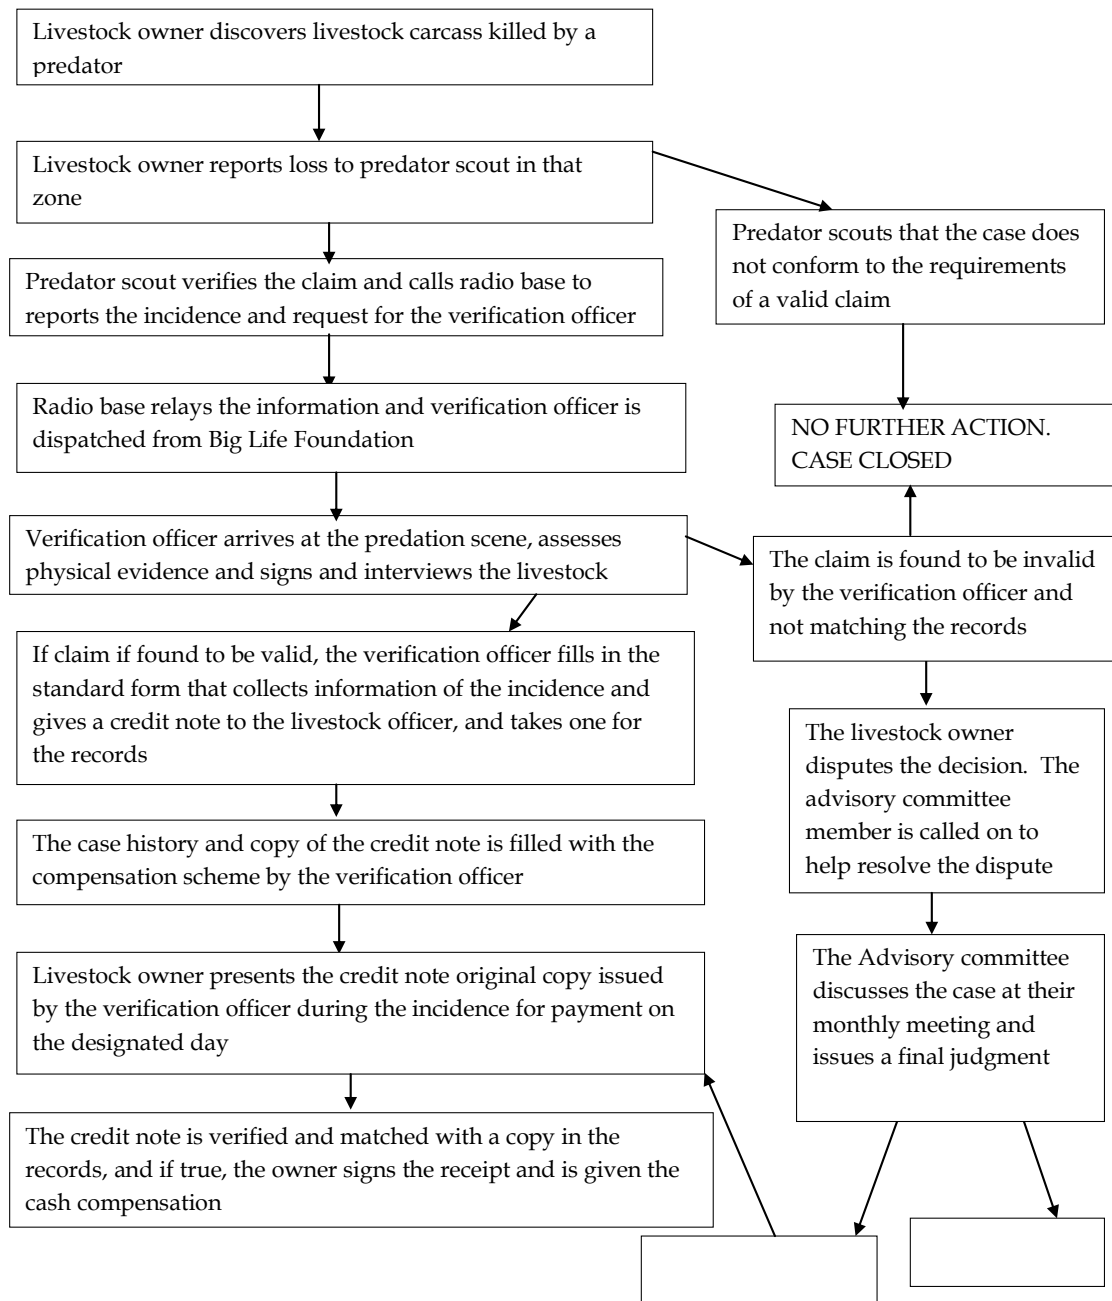 Livestock owner discovers livestock carcass killed by a
predator
Livestock owner reports loss to predator scout in that
zone
Predator scouts that the case does
not conform to the requirements
of a valid claim
Predator scout verifies the claim and calls radio base to
reports the incidence and request for the verification officer
Radio base relays the information and verification officer is
dispatched from Big Life Foundation
NO FURTHER ACTION.
CASE CLOSED
Verification officer arrives at the predation scene, assesses
physical evidence and signs and interviews the livestock
The claim is found to be invalid
by the verification officer and
not matching the records
If claim if found to be valid, the verification officer fills in the
standard form that collects information of the incidence and
gives a credit note to the livestock officer, and takes one for
the records
The livestock owner
disputes the decision.  The
advisory committee
member is called on to
help resolve the dispute
The case history and copy of the credit note is filled with the
compensation scheme by the verification officer
Livestock owner presents the credit note original copy issued
by the verification officer during the incidence for payment on
the designated day
The Advisory committee
discusses the case at their
monthly meeting and
issues a final judgment
The credit note is verified and matched with a copy in the
records, and if true, the owner signs the receipt and is given the
cash compensation